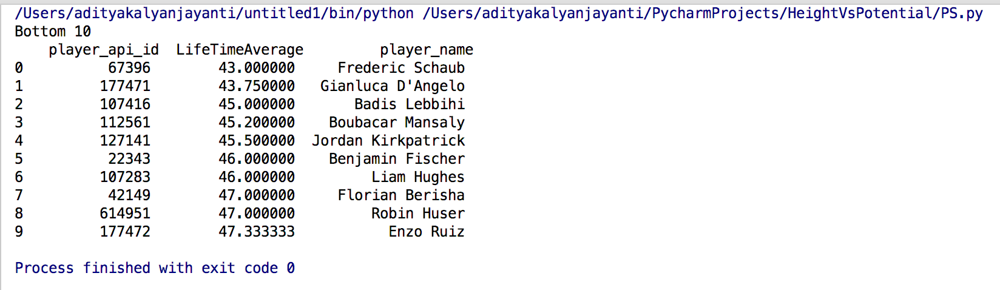 /Users/adityakalyanjayanti/untitled1/bin/python /Users/adityakalyanjayanti/PycharmProjects/HeightVsPotential/PS.py
Bottom 10
    player_api_id  LifeTimeAverage         player_name
0          67396        43.000000     Frederic Schaub
1         177471        43.750000   Gianluca D'Angelo
2         107416        45.000000       Badis Lebbihi
3         112561        45.200000    Boubacar Mansaly
4         127141        45.500000  Jordan Kirkpatrick
5          22343        46.000000    Benjamin Fischer
6         107283        46.000000         Liam Hughes
7          42149        47.000000     Florian Berisha
8         614951        47.000000         Robin Huser
9         177472        47.333333           Enzo Ruiz
Process finished with exit code 0